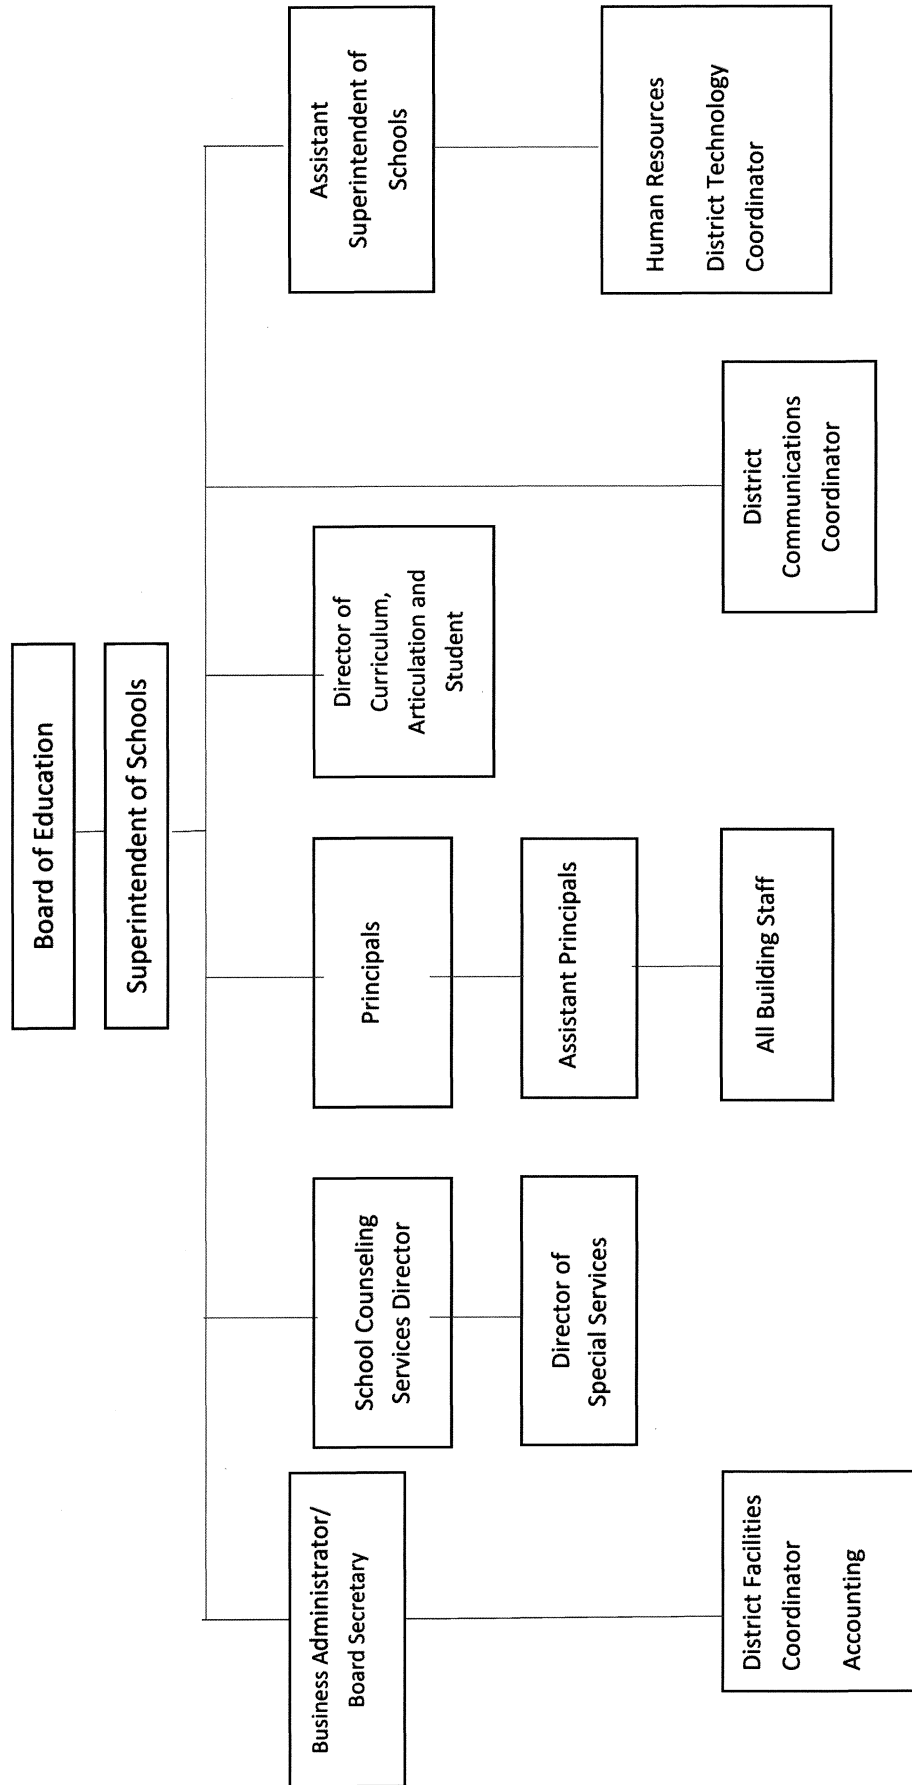 Board of Education
Superintendent of Schools
Business Administrator/
Board Secretary
School Counseling
Services Director
Principals
Director of
Curriculum,
Articulation and
Student
Assistant
Superintendent of
Schools
Director of
Special Services
Assistant Principals
Human Resources
District Technology
Coordinator
District Facilities
Coordinator
Accounting
All Building Staff
District
Communications
Coordinator